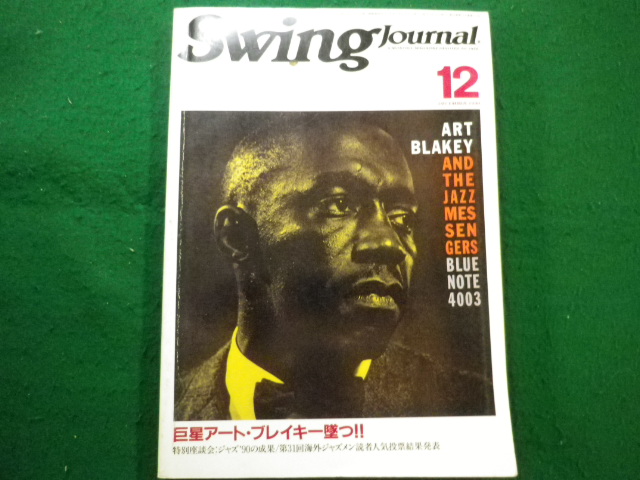 Swing Journal
12
ART
BLAKEY
AND
THE
JAZZ
MES
SEN
GERS
BLUE
NOTE
4003
巨星アート・ブレイキー墜つ!!
特別座談会:ジャズ'90の成果/第31回海外ジャズメン読者人気投票結果発表